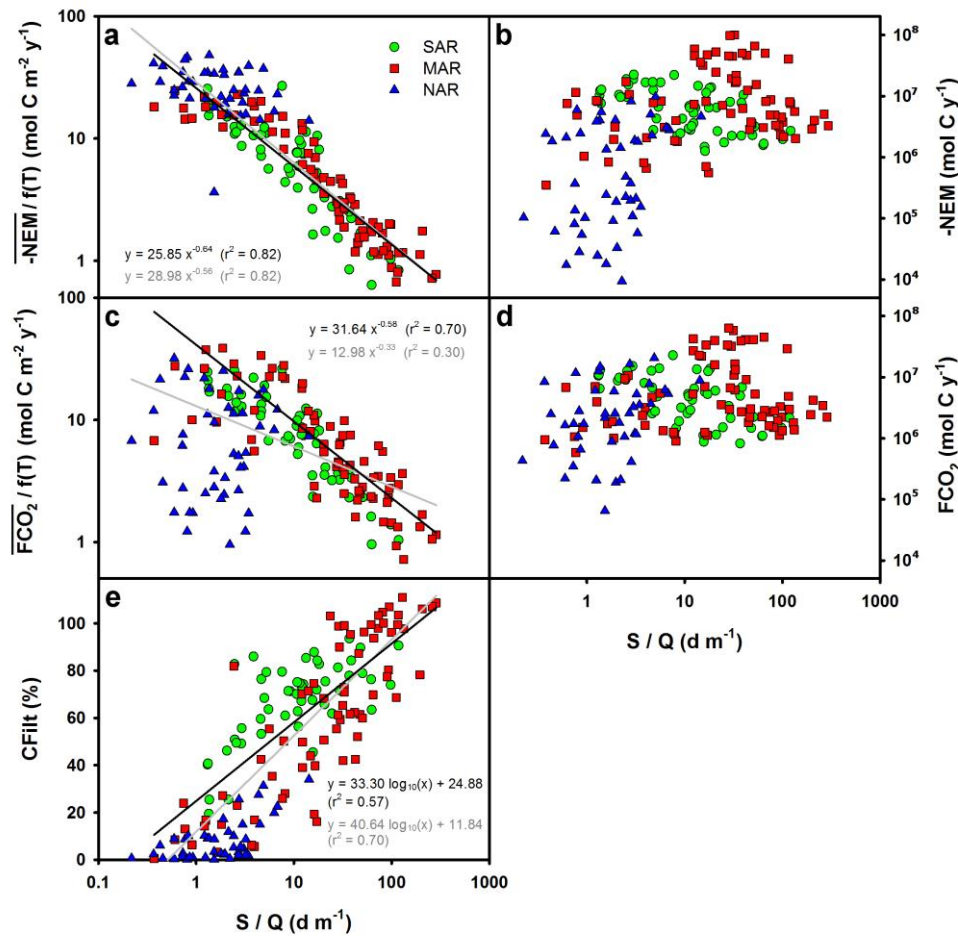 a
SAR
MAR
NAR
100
10
1
-NEM / f(T) (mol C m⁻² y⁻¹)
y = 25.85 x⁻⁰·⁶⁴ (r² = 0.82)
y = 28.98 x⁻⁰·⁵⁶ (r² = 0.82)
b
10⁸
10⁷
10⁶
10⁵
10⁴
-NEM (mol C y⁻¹)
c
y = 31.64 x⁻⁰·⁵⁸ (r² = 0.70)
y = 12.98 x⁻⁰·³³ (r² = 0.30)
100
10
1
FCO₂ / f(T) (mol C m⁻² y⁻¹)
d
10⁸
10⁷
10⁶
10⁵
10⁴
FCO₂ (mol C y⁻¹)
1
10
100
1000
S / Q (d m⁻¹)
e
100
80
60
40
20
0
CFilt (%)
y = 33.30 log₁₀(x) + 24.88
(r² = 0.57)
y = 40.64 log₁₀(x) + 11.84
(r² = 0.70)
0.1
1
10
100
1000
S / Q (d m⁻¹)